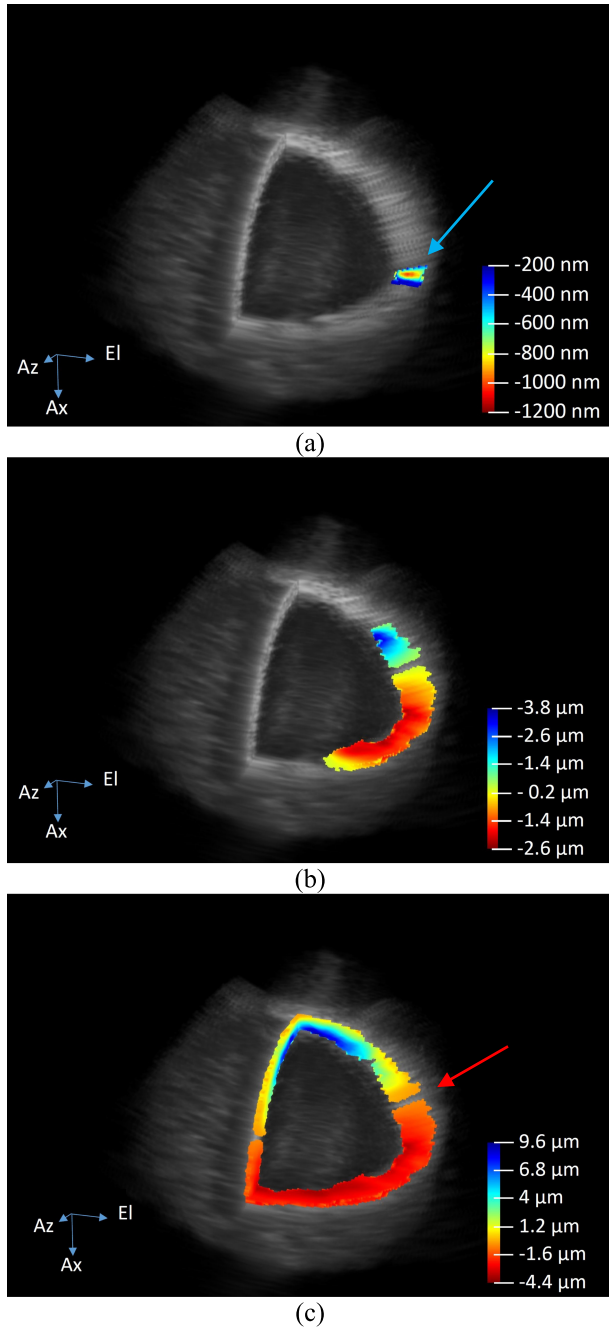 -200 nm
-400 nm
-600 nm
-800 nm
-1000 nm
-1200 nm
Az
El
Ax
(a)
-3.8 µm
-2.6 µm
-1.4 µm
-0.2 µm
-1.4 µm
-2.6 µm
Az
El
Ax
(b)
9.6 µm
6.8 µm
4 µm
1.2 µm
-1.6 µm
-4.4 µm
Az
El
Ax
(c)